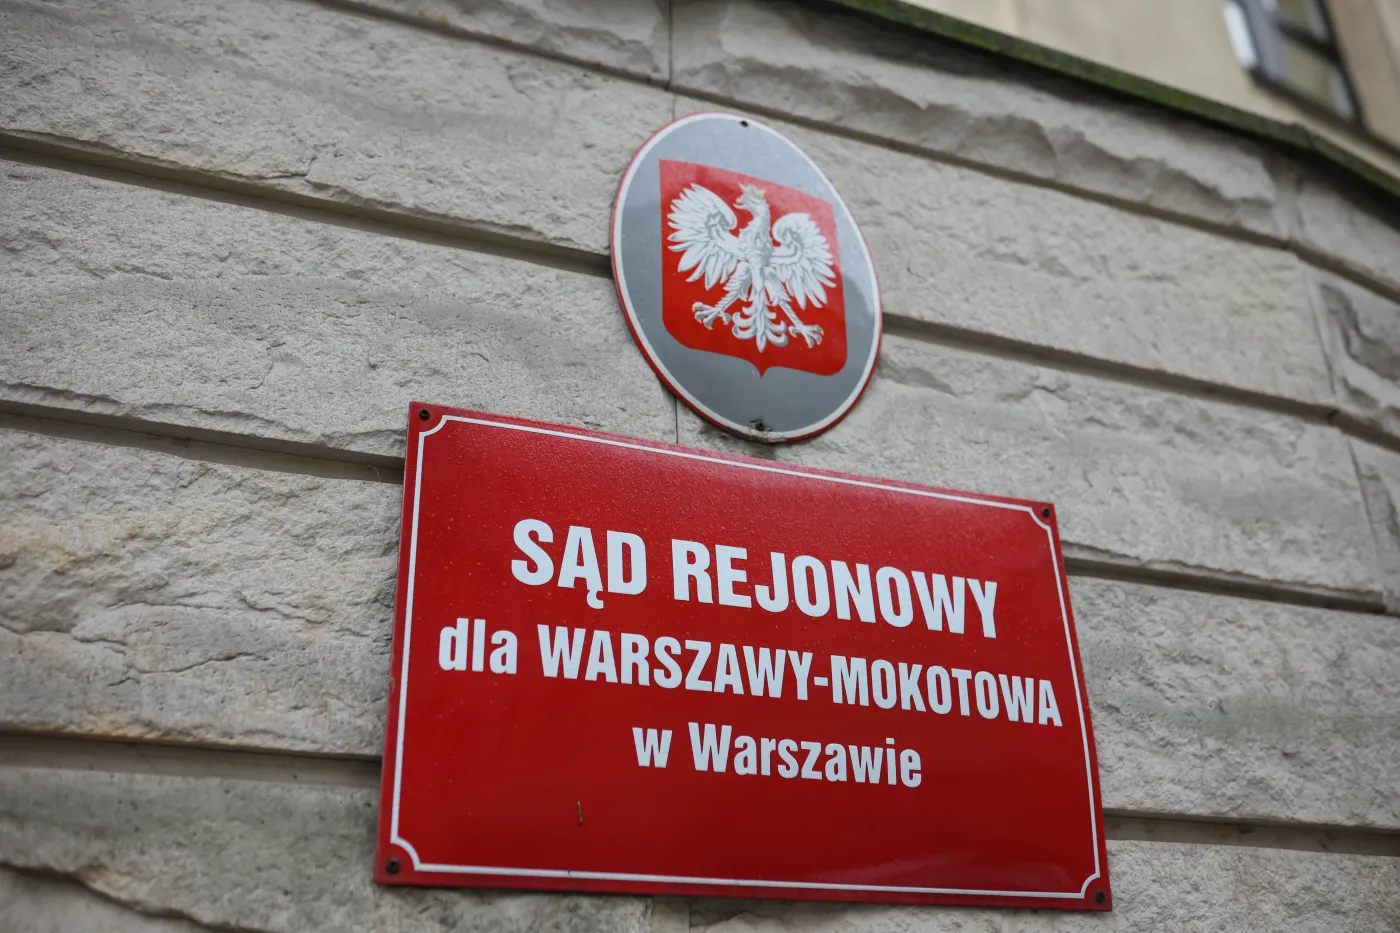 SĄD REJONOWY
dla WARSZAWY-MOKOTOWA
w Warszawie